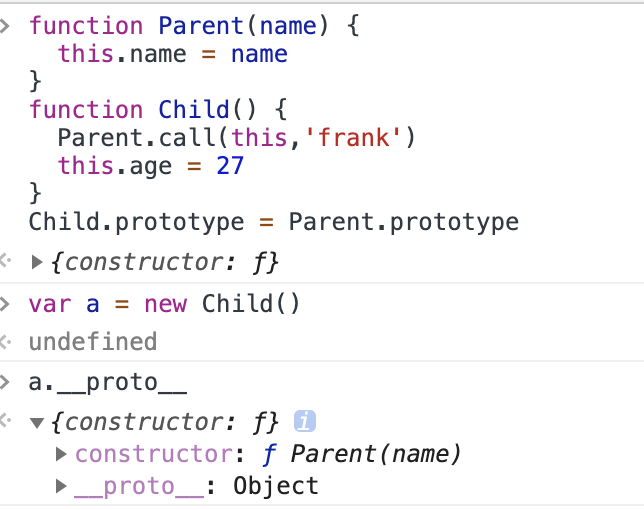 > function Parent(name) {
this.name = name
}
function Child() {
Parent.call(this,'frank')
this.age = 27
}
Child.prototype = Parent.prototype
<· ▶{constructor: ƒ}
> var a = new Child()
<· undefined
> a.__proto__
<· ▼{constructor: ƒ} i
▶constructor: ƒ Parent(name)
▶__proto__: Object